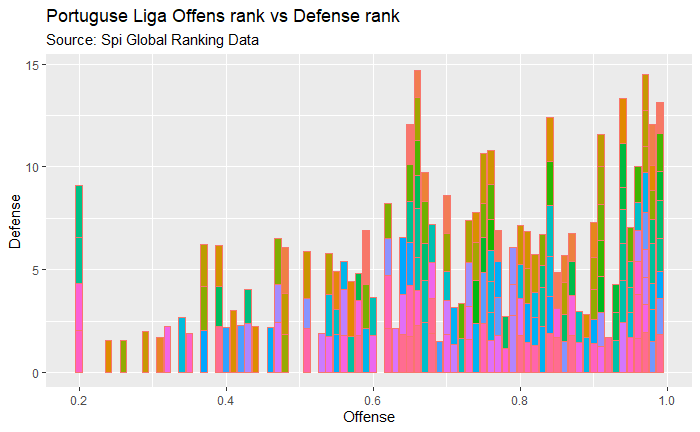 Portuguse Liga Offens rank vs Defense rank
Source: Spi Global Ranking Data
15
10
5
0
Defense
0.2 0.4 0.6 0.8 1.0
Offense